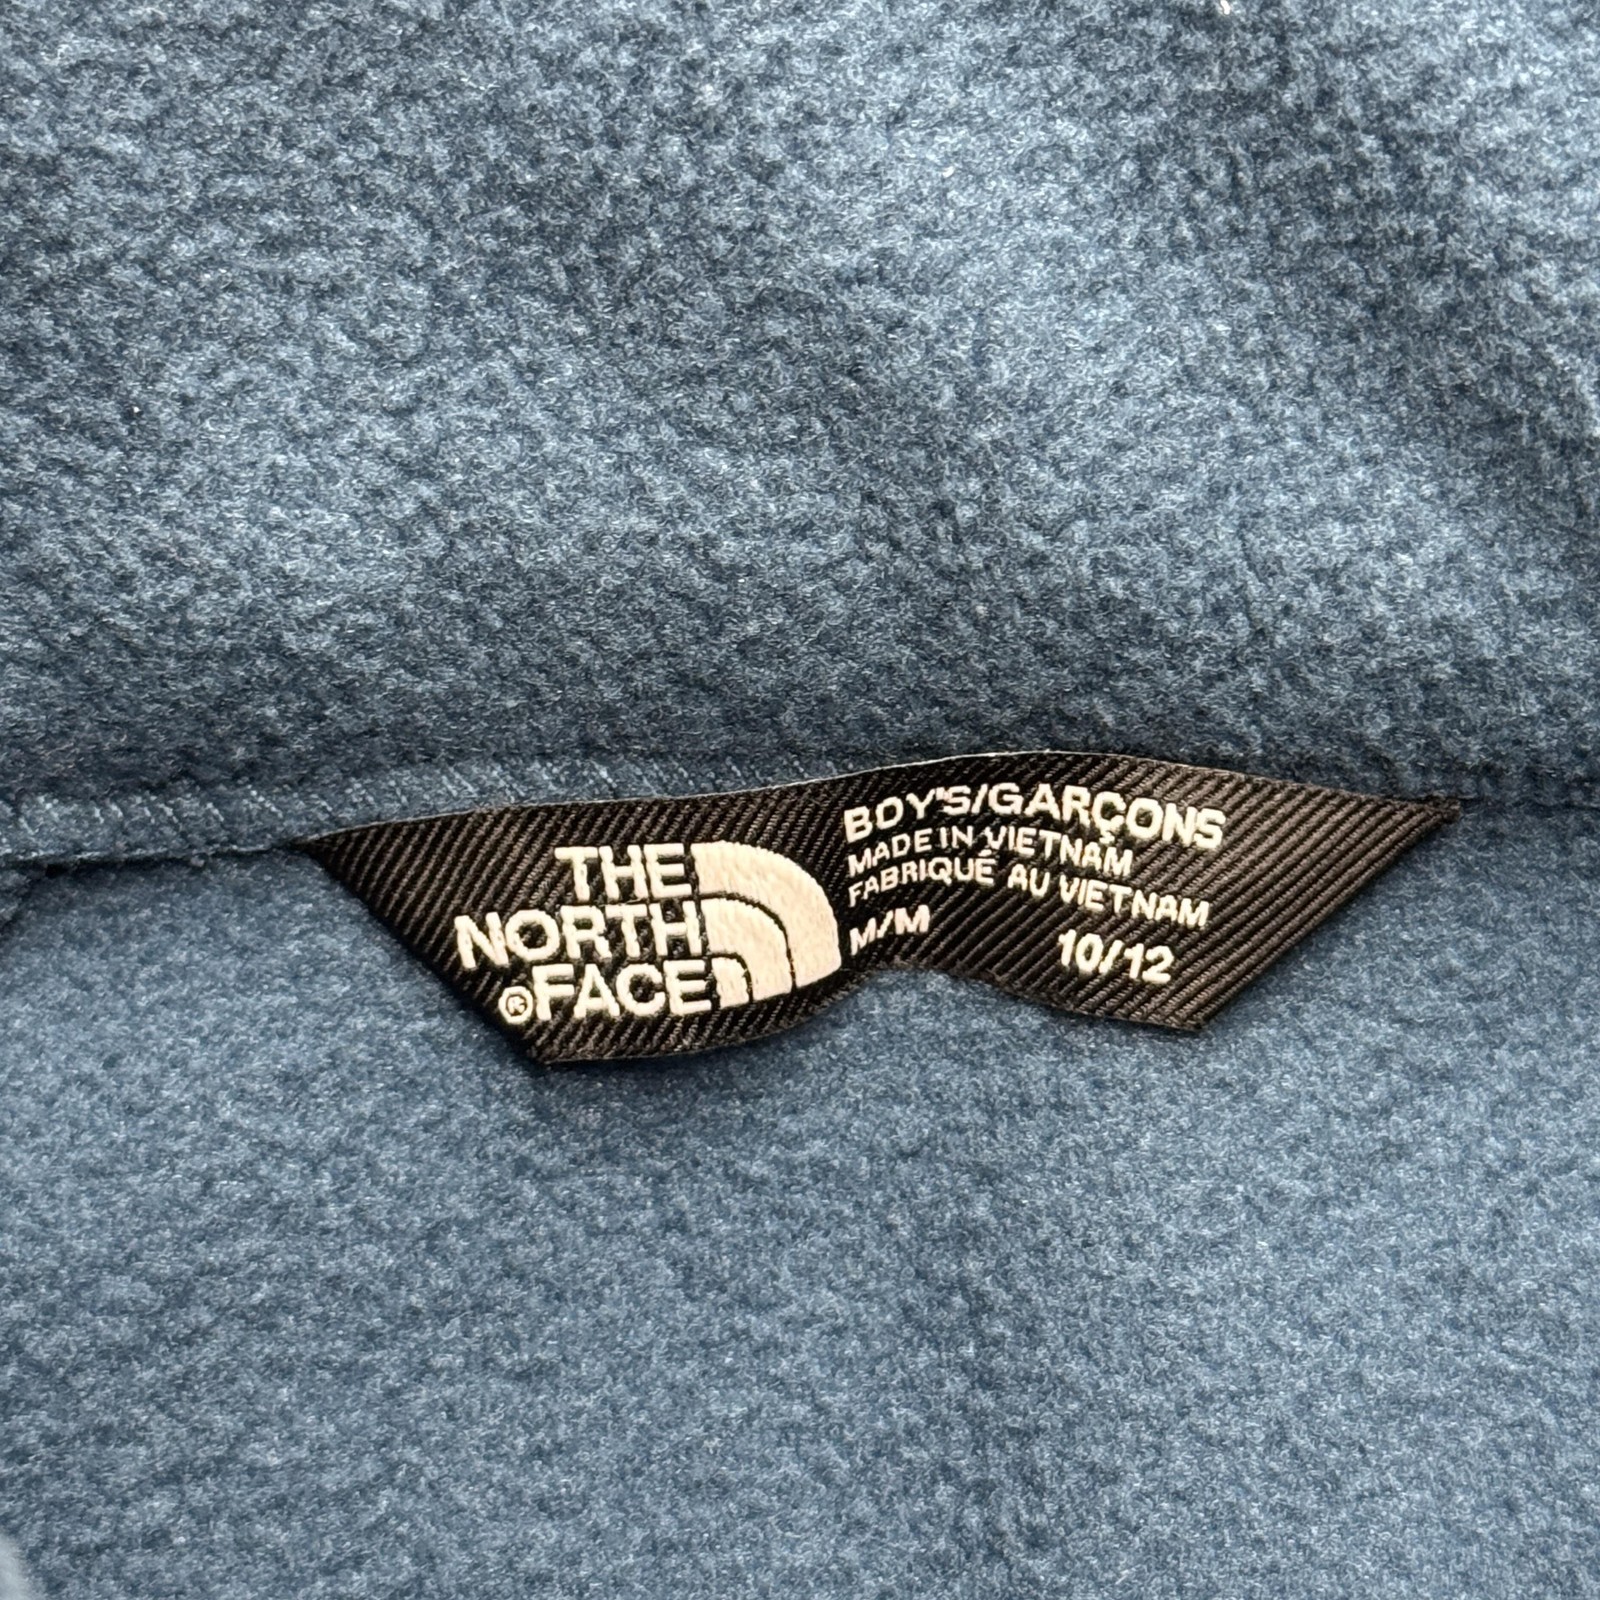 THE
NORTH
®FACE
BOY'S/GARÇONS
MADE IN VIETNAM
FABRIQUÉ AU VIETNAM
M/M 10/12